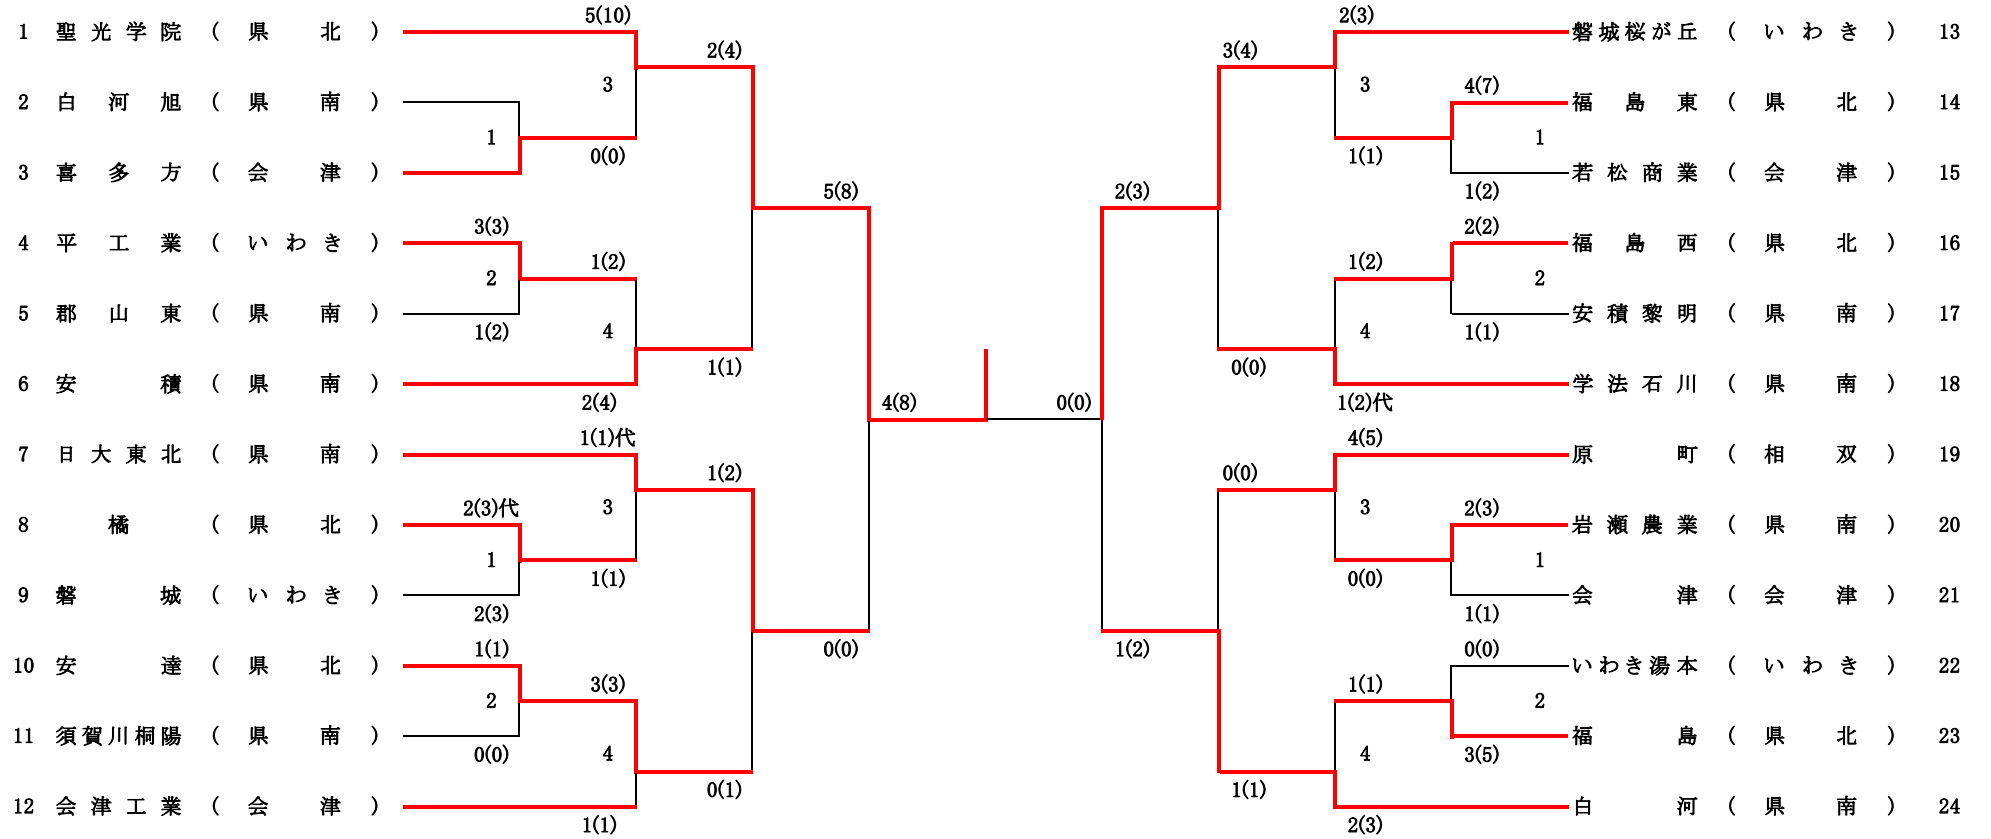 5(10) 2(3)
1 聖光学院 ( 県 北 ) 磐城桜が丘 ( いわき ) 13
2(4) 3(4)
3 3 4(7)
2 白河旭 ( 県 南 ) 福島東 ( 県 北 ) 14
1 1
0(0) 1(1)
3 喜多方 ( 会 津 ) 若松商業 ( 会 津 ) 15
5(8) 2(3) 1(2)
3(3) 2(2)
4 平工業 ( いわき ) 福島西 ( 県 北 ) 16
1(2) 1(2)
2 2
5 郡山東 ( 県 南 ) 安積黎明 ( 県 南 ) 17
1(2) 4 4 1(1)
1(1) 0(0)
6 安積 ( 県 南 ) 学法石川 ( 県 南 ) 18
2(4) 4(8) 0(0) 1(2)代
1(1)代 4(5)
7 日大東北 ( 県 南 ) 原町 ( 相 双 ) 19
1(2) 0(0)
2(3)代 3 3 2(3)
8 橘 ( 県 北 ) 岩瀬農業 ( 県 南 ) 20
1 1
1(1) 0(0)
9 磐城 ( いわき ) 会津 ( 会 津 ) 21
2(3) 1(1)
1(1) 0(0) 1(2) 0(0)
10 安達 ( 県 北 ) いわき湯本 ( いわき ) 22
3(3) 1(1)
2 2
11 須賀川桐陽 ( 県 南 ) 福島 ( 県 北 ) 23
0(0) 4 4 3(5)
0(1) 1(1)
12 会津工業 ( 会 津 ) 白河 ( 県 南 ) 24
1(1) 2(3)